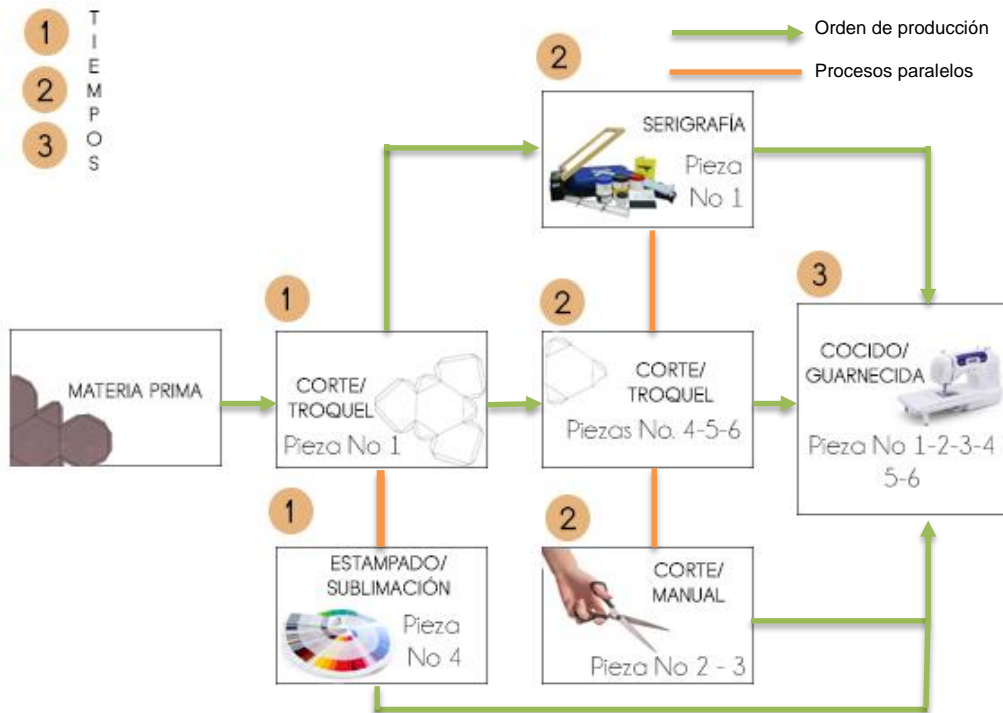 1
2
3
T
I
E
M
P
O
S
Orden de producción
Procesos paralelos
2
SERIGRAFÍA
Pieza
No 1
MATERIA PRIMA
1
CORTE/
TROQUEL
Pieza No 1
2
CORTE/
TROQUEL
Piezas No. 4-5-6
3
COCIDO/
GUARNECIDA
Pieza No 1-2-3-4
5-6
1
ESTAMPADO/
SUBLIMACIÓN
Pieza
No 4
2
CORTE/
MANUAL
Pieza No 2 - 3